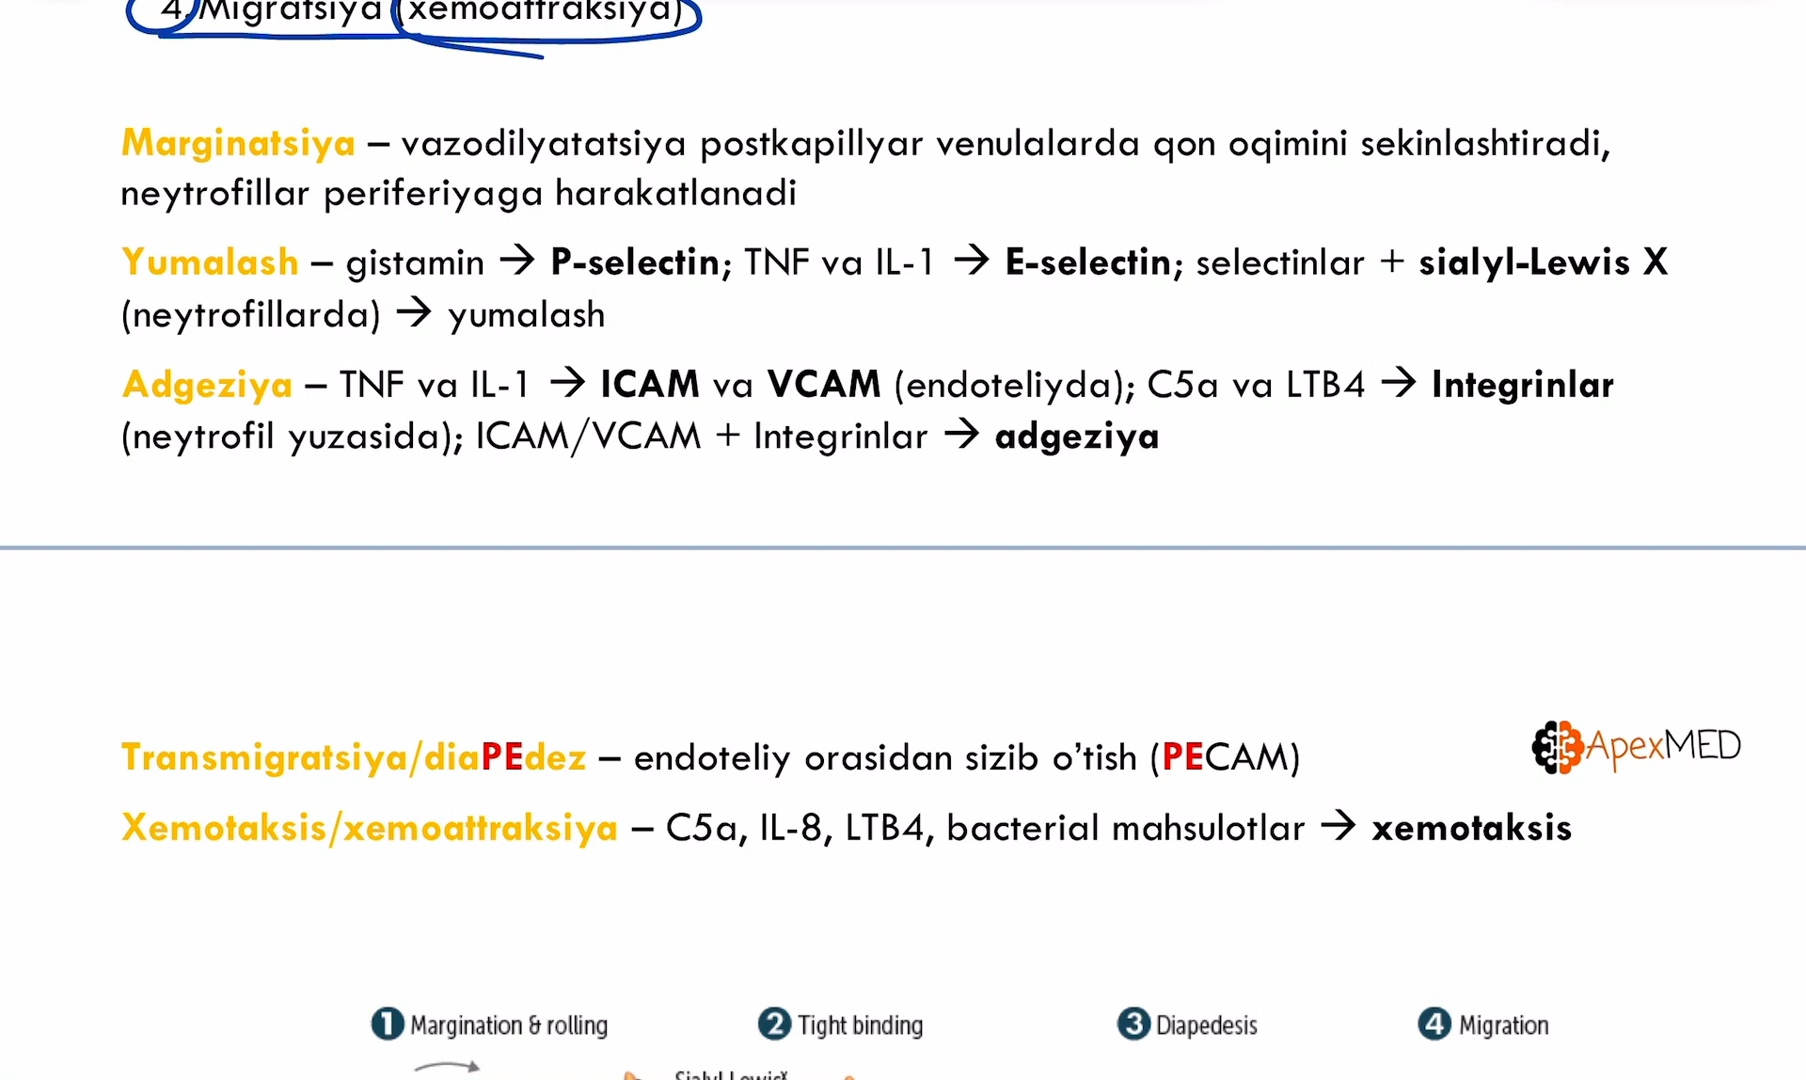 4. Migratsiya (xemoattraksiya)
Marginatsiya – vazodilyatatsiya postkapillyar venulalarda qon oqimini sekinlashtiradi,
neytrofillar periferiyaga harakatlanadi
Yumalash – gistamin → P-selectin; TNF va IL-1 → E-selectin; selectinlar + sialyl-Lewis X
(neytrofillarda) → yumalash
Adgeziya – TNF va IL-1 → ICAM va VCAM (endoteliyda); C5a va LTB4 → Integrinlar
(neytrofil yuzasida); ICAM/VCAM + Integrinlar → adgeziya
Transmigratsiya/diaPEdez – endoteliy orasidan sizib o’tish (PECAM)
ApexMED
Xemotaksis/xemoattraksiya – C5a, IL-8, LTB4, bacterial mahsulotlar → xemotaksis
1 Margination & rolling 2 Tight binding 3 Diapedesis 4 Migration
Sialyl Lewisˣ